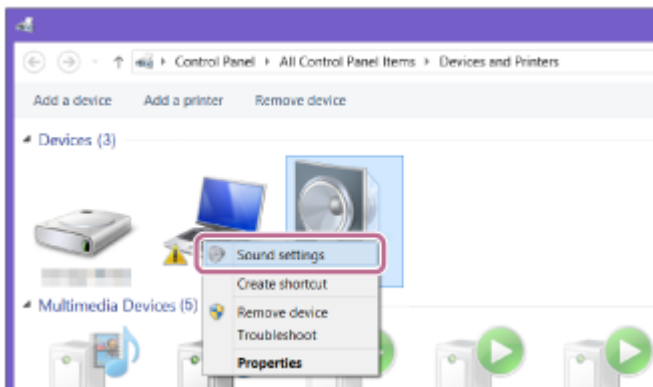 Control Panel All Control Panel Items Devices and Printers
Add a device Add a printer Remove device
Devices (3)
Sound settings
Create shortcut
Multimedia Devices (5)
Remove device
Troubleshoot
Properties